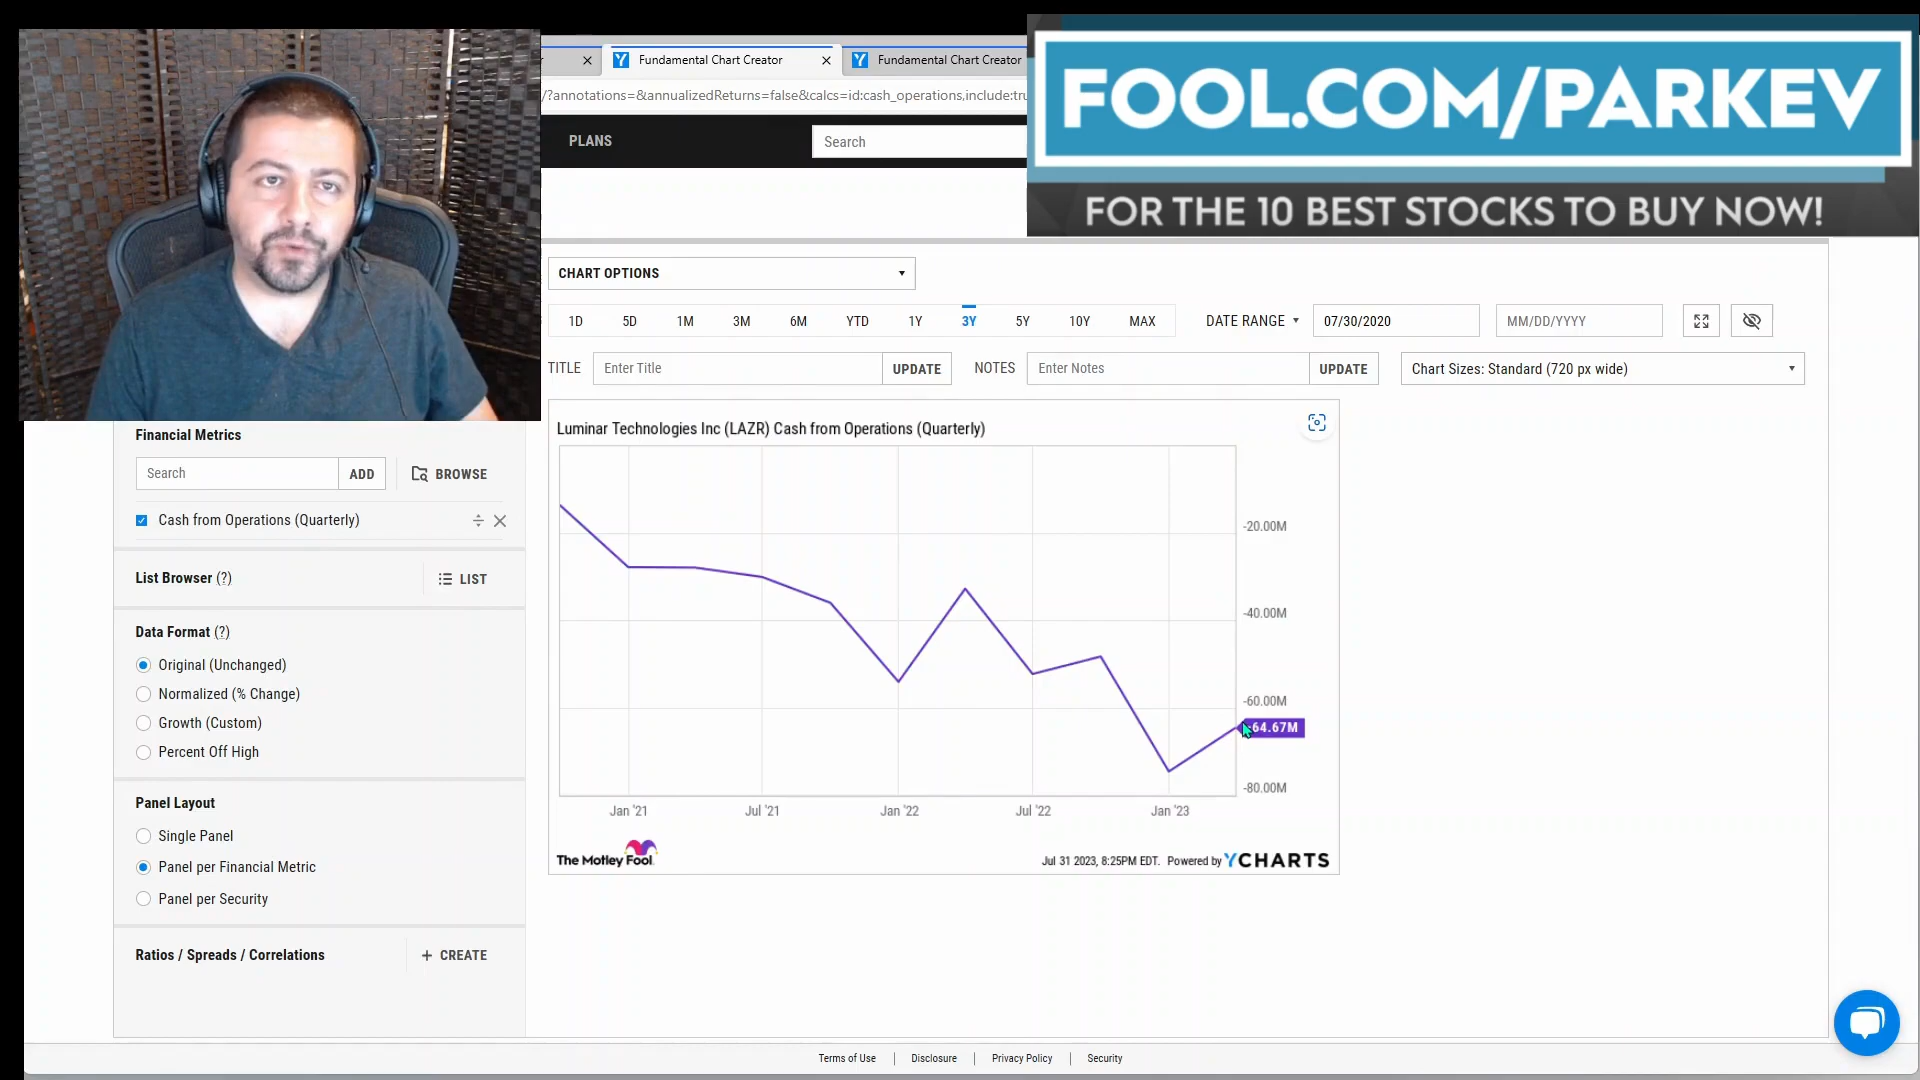 Fundamental Chart Creator
Fundamental Chart Creator
/?annotations=&annualizedReturns=false&calcs=id:cash_operations,include:tru
FOOL.COM/PARKEV
FOR THE 10 BEST STOCKS TO BUY NOW!
PLANS
Search
CHART OPTIONS
1D 5D 1M 3M 6M YTD 1Y 3Y 5Y 10Y MAX DATE RANGE 07/30/2020 MM/DD/YYYY
TITLE Enter Title UPDATE NOTES Enter Notes UPDATE Chart Sizes: Standard (720 px wide)
Financial Metrics
Search ADD BROWSE
Cash from Operations (Quarterly)
List Browser (?) LIST
Data Format (?)
Original (Unchanged)
Normalized (% Change)
Growth (Custom)
Percent Off High
Panel Layout
Single Panel
Panel per Financial Metric
Panel per Security
Ratios / Spreads / Correlations + CREATE
Luminar Technologies Inc (LAZR) Cash from Operations (Quarterly)
-20.00M
-40.00M
-60.00M
64.67M
-80.00M
Jan '21 Jul '21 Jan '22 Jul '22 Jan '23
The Motley Fool
Jul 31 2023, 8:25PM EDT. Powered by YCHARTS
Terms of Use | Disclosure | Privacy Policy | Security